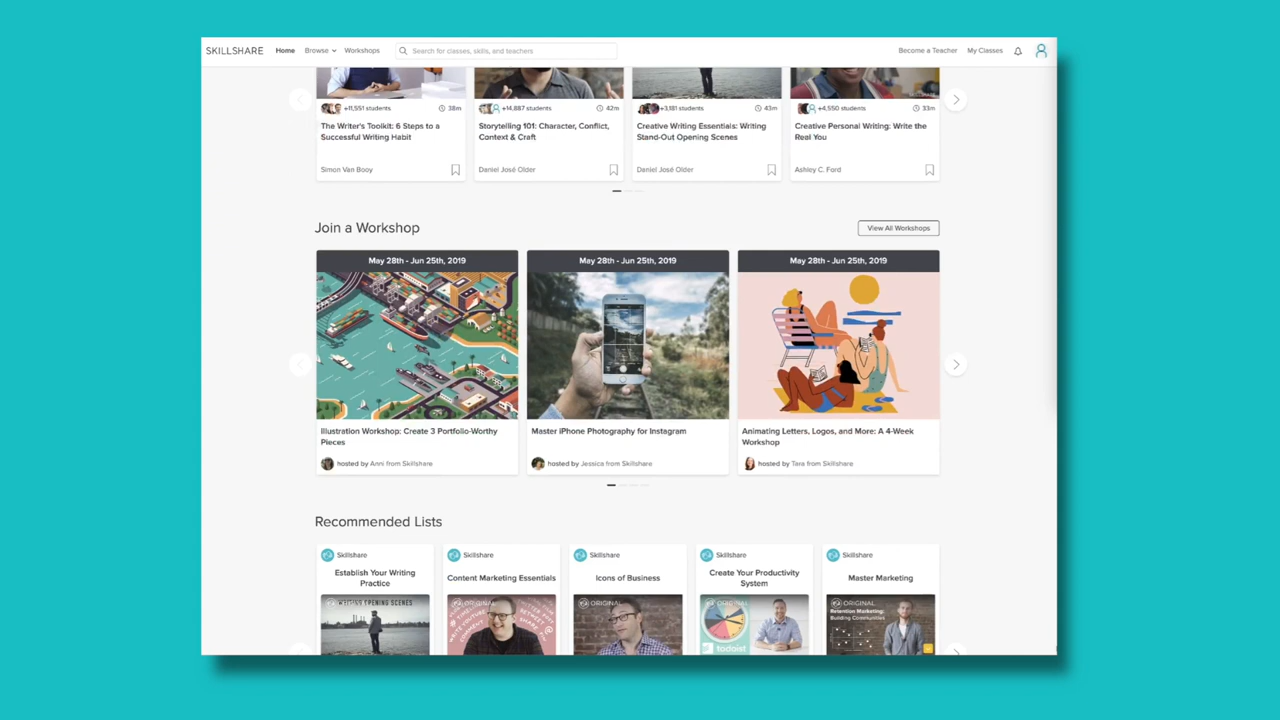 SKILLSHARE Home Browse Workshops Search for classes, skills, and teachers Become a Teacher My Classes
+11,551 students 38m
The Writer's Toolkit: 6 Steps to a
Successful Writing Habit
Simon Van Booy
+14,887 students 42m
Storytelling 101: Character, Conflict,
Context & Craft
Daniel José Older
+3,181 students 43m
Creative Writing Essentials: Writing
Stand-Out Opening Scenes
Daniel José Older
+4,550 students 33m
Creative Personal Writing: Write the
Real You
Ashley C. Ford
Join a Workshop
View All Workshops
May 28th - Jun 25th, 2019
Illustration Workshop: Create 3 Portfolio-Worthy
Pieces
hosted by Anni from Skillshare
May 28th - Jun 25th, 2019
Master iPhone Photography for Instagram
hosted by Jessica from Skillshare
May 28th - Jun 25th, 2019
Animating Letters, Logos, and More: A 4-Week
Workshop
hosted by Tara from Skillshare
Recommended Lists
Skillshare
Establish Your Writing
Practice
WRITING OPENING SCENES
Skillshare
Content Marketing Essentials
Skillshare
Icons of Business
ORIGINAL
Skillshare
Create Your Productivity
System
ORIGINAL
todoist
Skillshare
Master Marketing
ORIGINAL
Retention Marketing:
Building Communities